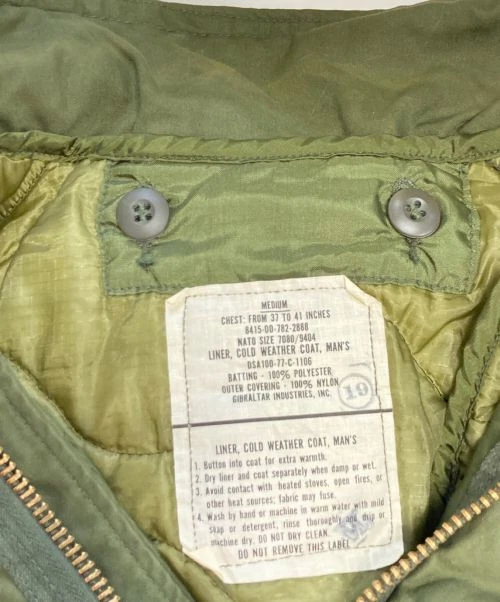 MEDIUM
CHEST: FROM 37 TO 41 INCHES
8415-00-782-2888
NATO SIZE 7080/9404
LINER, COLD WEATHER COAT, MAN'S
DSA100-77-C-1106
BATTING - 100% POLYESTER
OUTER COVERING - 100% NYLON
GIBRALTAR INDUSTRIES, INC.
19
LINER, COLD WEATHER COAT, MAN'S
1. Button into coat for extra warmth.
2. Dry liner and coat separately when damp or wet.
3. Avoid contact with heated stoves, open fires, or
other heat sources; fabric may fuse.
4. Wash by hand or machine in warm water with mild
soap or detergent, rinse thoroughly and drip or
machine dry. DO NOT DRY CLEAN.
DO NOT REMOVE THIS LABEL